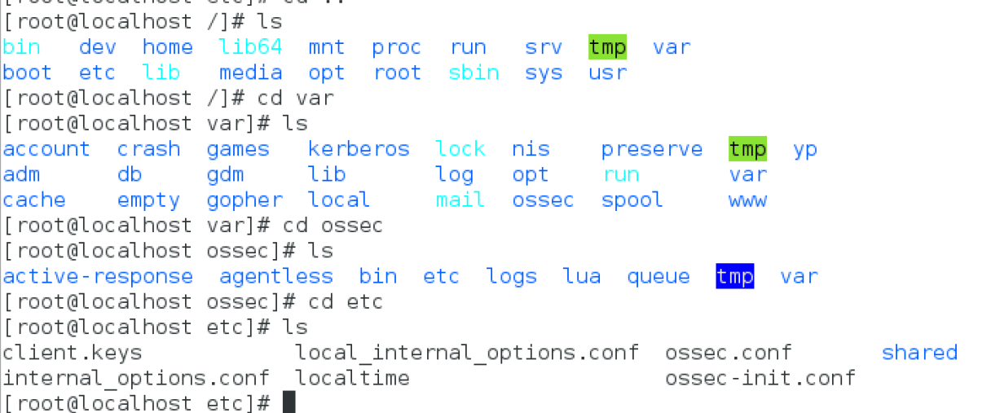 [root@localhost etc]# cd ..
[root@localhost /]# ls
bin   dev  home  lib64  mnt  proc  run   srv  tmp  var
boot  etc  lib   media  opt  root  sbin  sys  usr
[root@localhost /]# cd var
[root@localhost var]# ls
account  crash  games   kerberos  lock  nis    preserve  tmp  yp
adm      db     gdm     lib       log   opt    run       var
cache    empty  gopher  local     mail  ossec  spool     www
[root@localhost var]# cd ossec
[root@localhost ossec]# ls
active-response  agentless  bin  etc  logs  lua  queue  tmp  var
[root@localhost ossec]# cd etc
[root@localhost etc]# ls
client.keys            local_internal_options.conf  ossec.conf       shared
internal_options.conf  localtime                    ossec-init.conf
[root@localhost etc]#